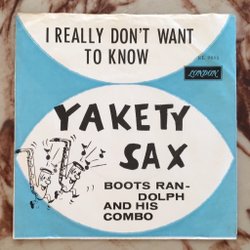 I REALLY DON'T WANT
TO KNOW
LONDON
YAKETY
SAX
BOOTS RAN-
DOLPH
AND HIS
COMBO